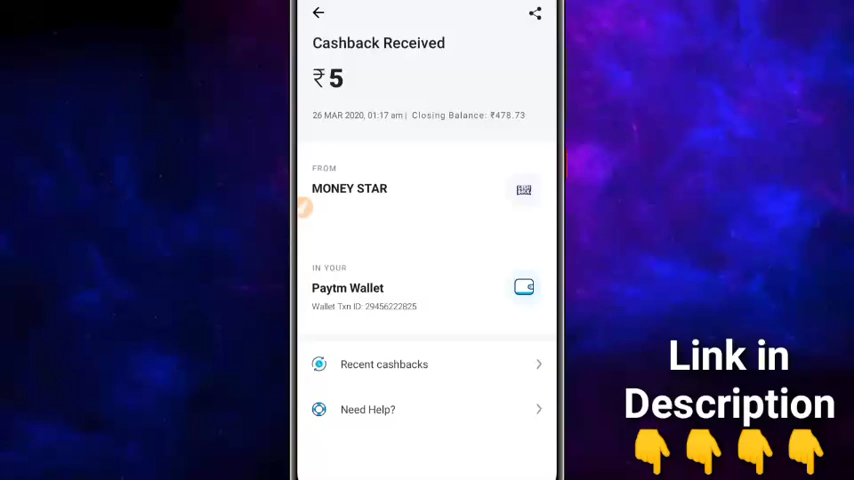 Cashback Received
₹5
26 MAR 2020, 01:17 am | Closing Balance: ₹478.73
FROM
MONEY STAR
IN YOUR
Paytm Wallet
Wallet Txn ID: 29456222825
Recent cashbacks
Need Help?
Link in
Description
👇👇👇👇